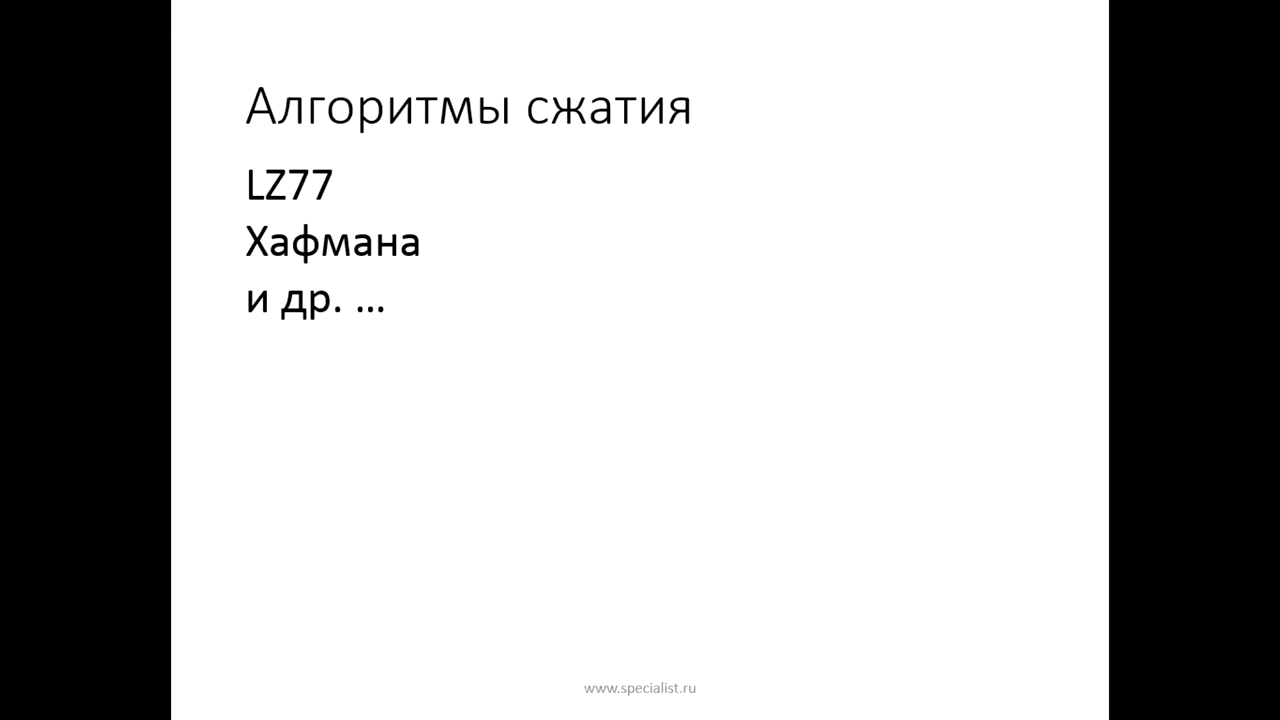 Алгоритмы сжатия
LZ77
Хафмана
и др. ...
www.specialist.ru